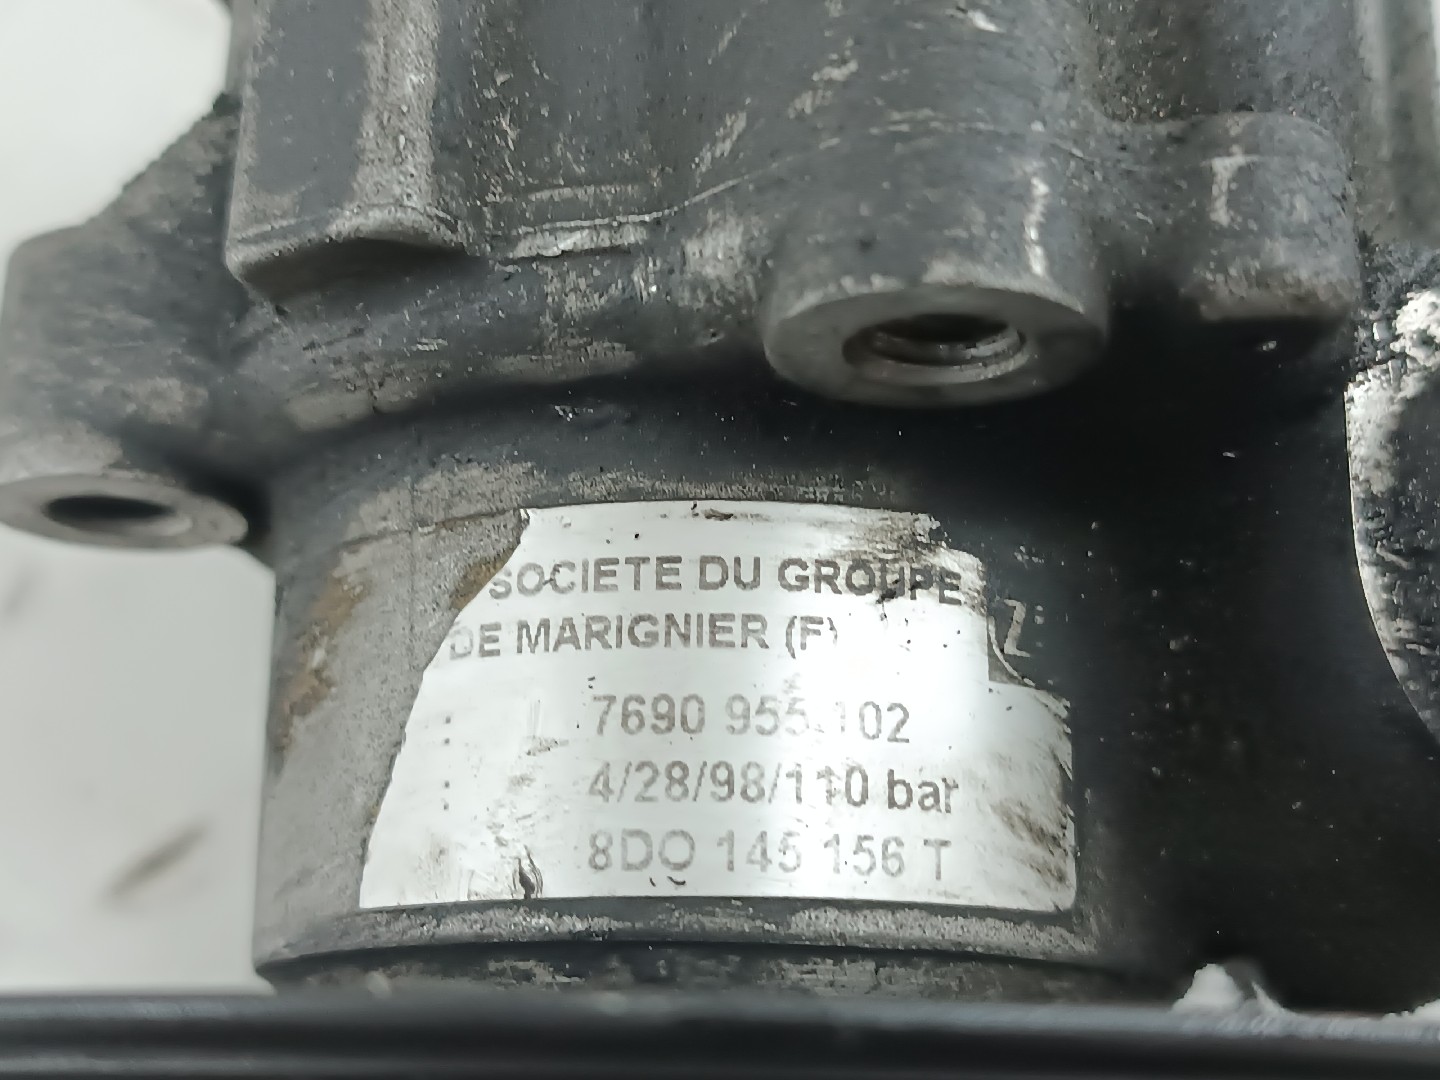 SOCIETE DU GROUPE
DE MARIGNIER (F)
: 7690 955.102
: 4/28/98/110 bar
8DO 145 156 T